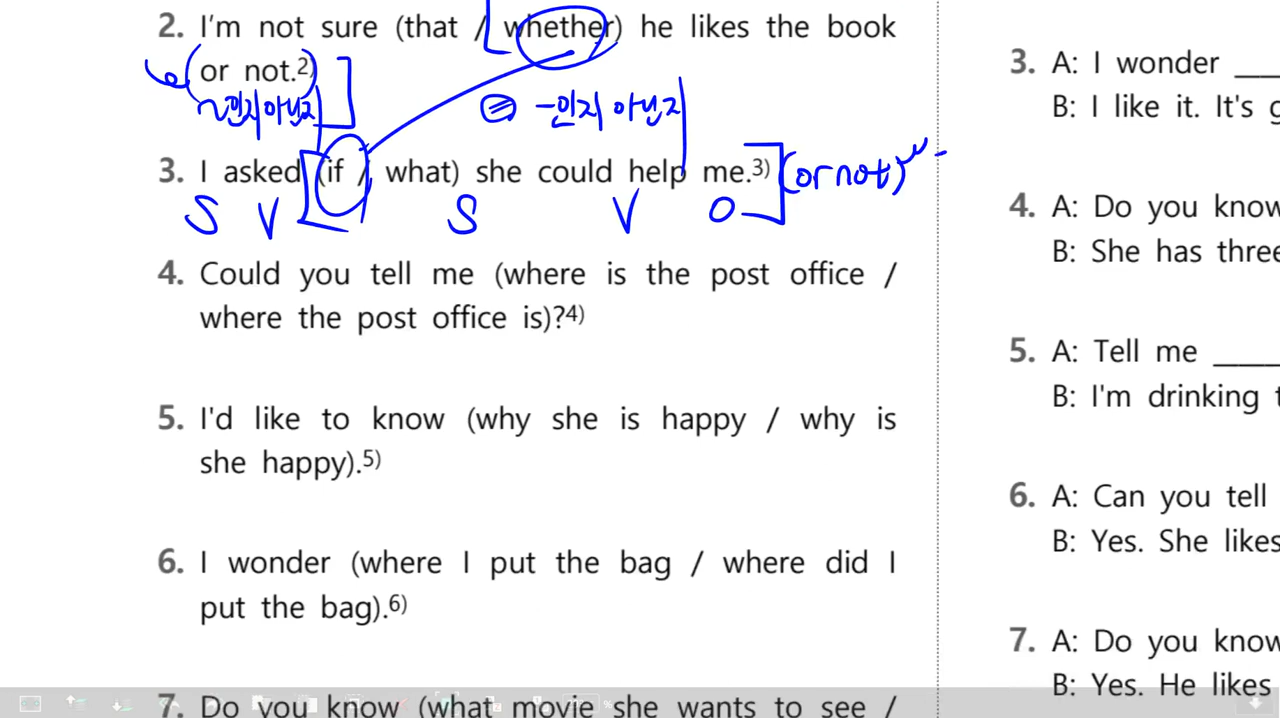 2. I'm not sure (that / whether) he likes the book
or not.2)
~인지 아닌지
= ~인지 아닌지
3. I asked (if / what) she could help me.3) (or not)
S V S V O
4. Could you tell me (where is the post office /
where the post office is)?4)
5. I'd like to know (why she is happy / why is
she happy).5)
6. I wonder (where I put the bag / where did I
put the bag).6)
7. Do you know (what movie she wants to see /
3. A: I wonder ___
B: I like it. It's
4. A: Do you know
B: She has three
5. A: Tell me ____
B: I'm drinking
6. A: Can you tell
B: Yes. She likes
7. A: Do you know
B: Yes. He likes